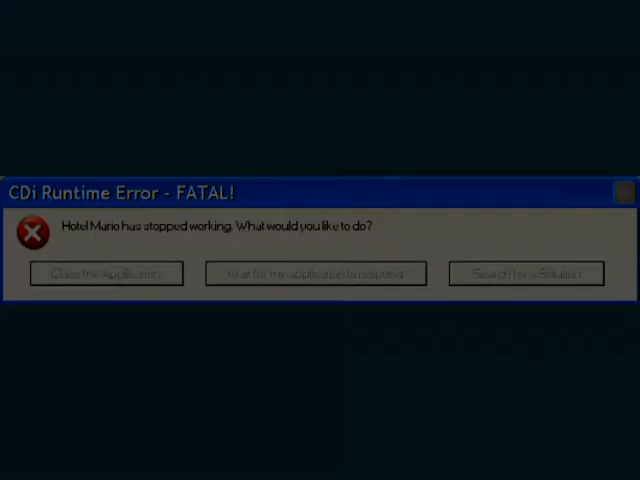 CDi Runtime Error - FATAL!
Hotel Mario has stopped working. What would you like to do?
Close the Application
Wait for the application to respond
Search for a Solution